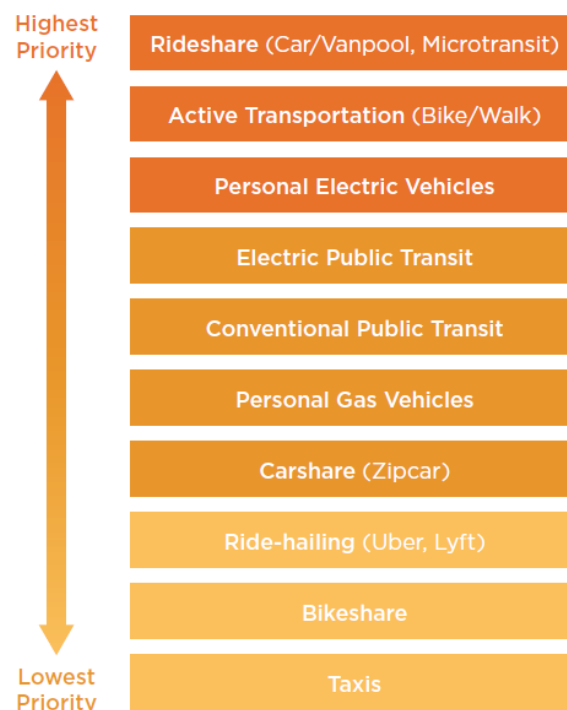 Highest
Priority
Rideshare (Car/Vanpool, Microtransit)
Active Transportation (Bike/Walk)
Personal Electric Vehicles
Electric Public Transit
Conventional Public Transit
Personal Gas Vehicles
Carshare (Zipcar)
Ride-hailing (Uber, Lyft)
Bikeshare
Taxis
Lowest
Priority